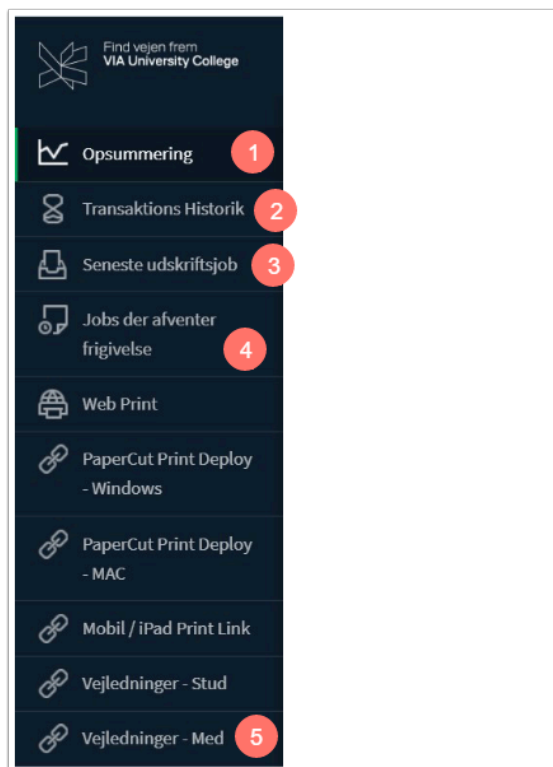 Find vejen frem
VIA University College
Opsummering 1
Transaktions Historik 2
Seneste udskriftsjob 3
Jobs der afventer
frigivelse 4
Web Print
PaperCut Print Deploy
- Windows
PaperCut Print Deploy
- MAC
Mobil / iPad Print Link
Vejledninger - Stud
Vejledninger - Med 5